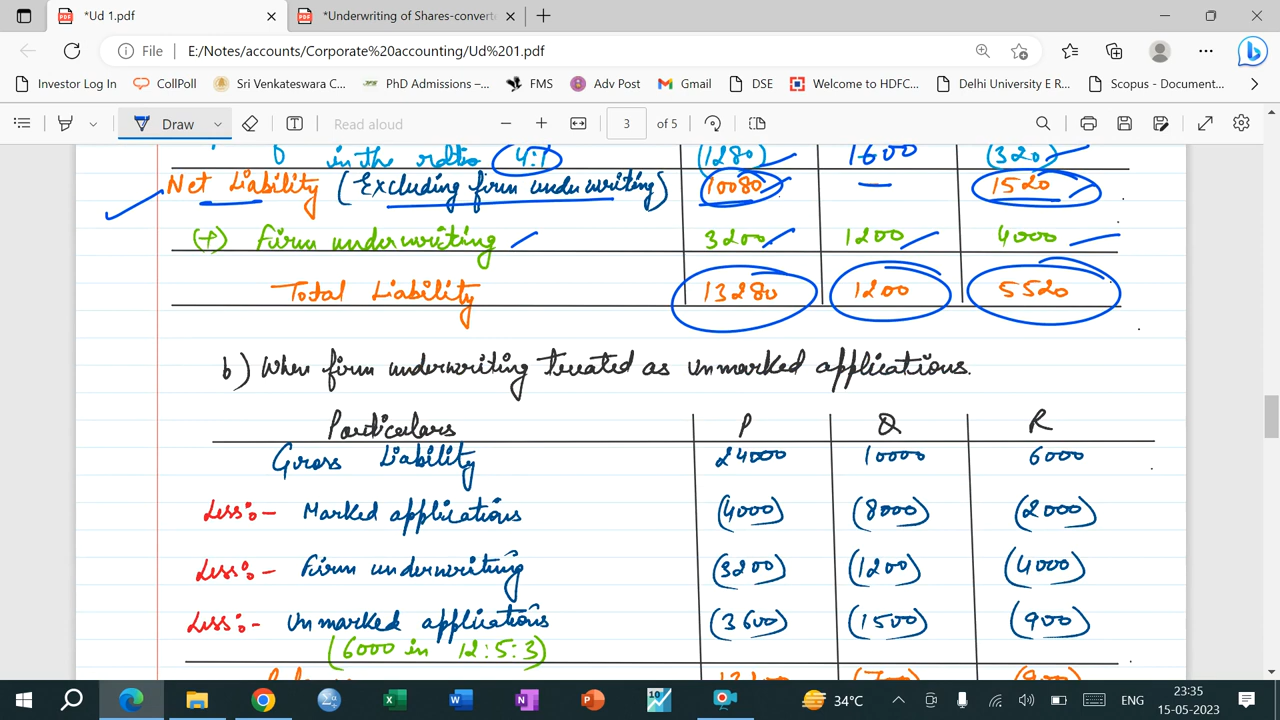 *Ud 1.pdf
*Underwriting of Shares-convert
File E:/Notes/accounts/Corporate%20accounting/Ud%201.pdf
Investor Log In CollPoll Sri Venkateswara C... PhD Admissions –... FMS Adv Post Gmail DSE Welcome to HDFC... Delhi University E R... Scopus - Document...
Draw Read aloud 3 of 5
in the ratio 4:1 (1280) 1600 (320)
Net Liability (Excluding firm underwriting) 10080 — 1520
(+) Firm underwriting 3200 1200 4000
Total Liability 13280 1200 5520
b) When firm underwriting treated as unmarked applications.
Particulars P Q R
Gross Liability 24000 10000 6000
Less:- Marked applications (4000) (8000) (2000)
Less:- Firm underwriting (3200) (1200) (4000)
Less:- Unmarked applications (3600) (1500) (900)
(6000 in 12:5:3)
34°C ENG 23:35
15-05-2023